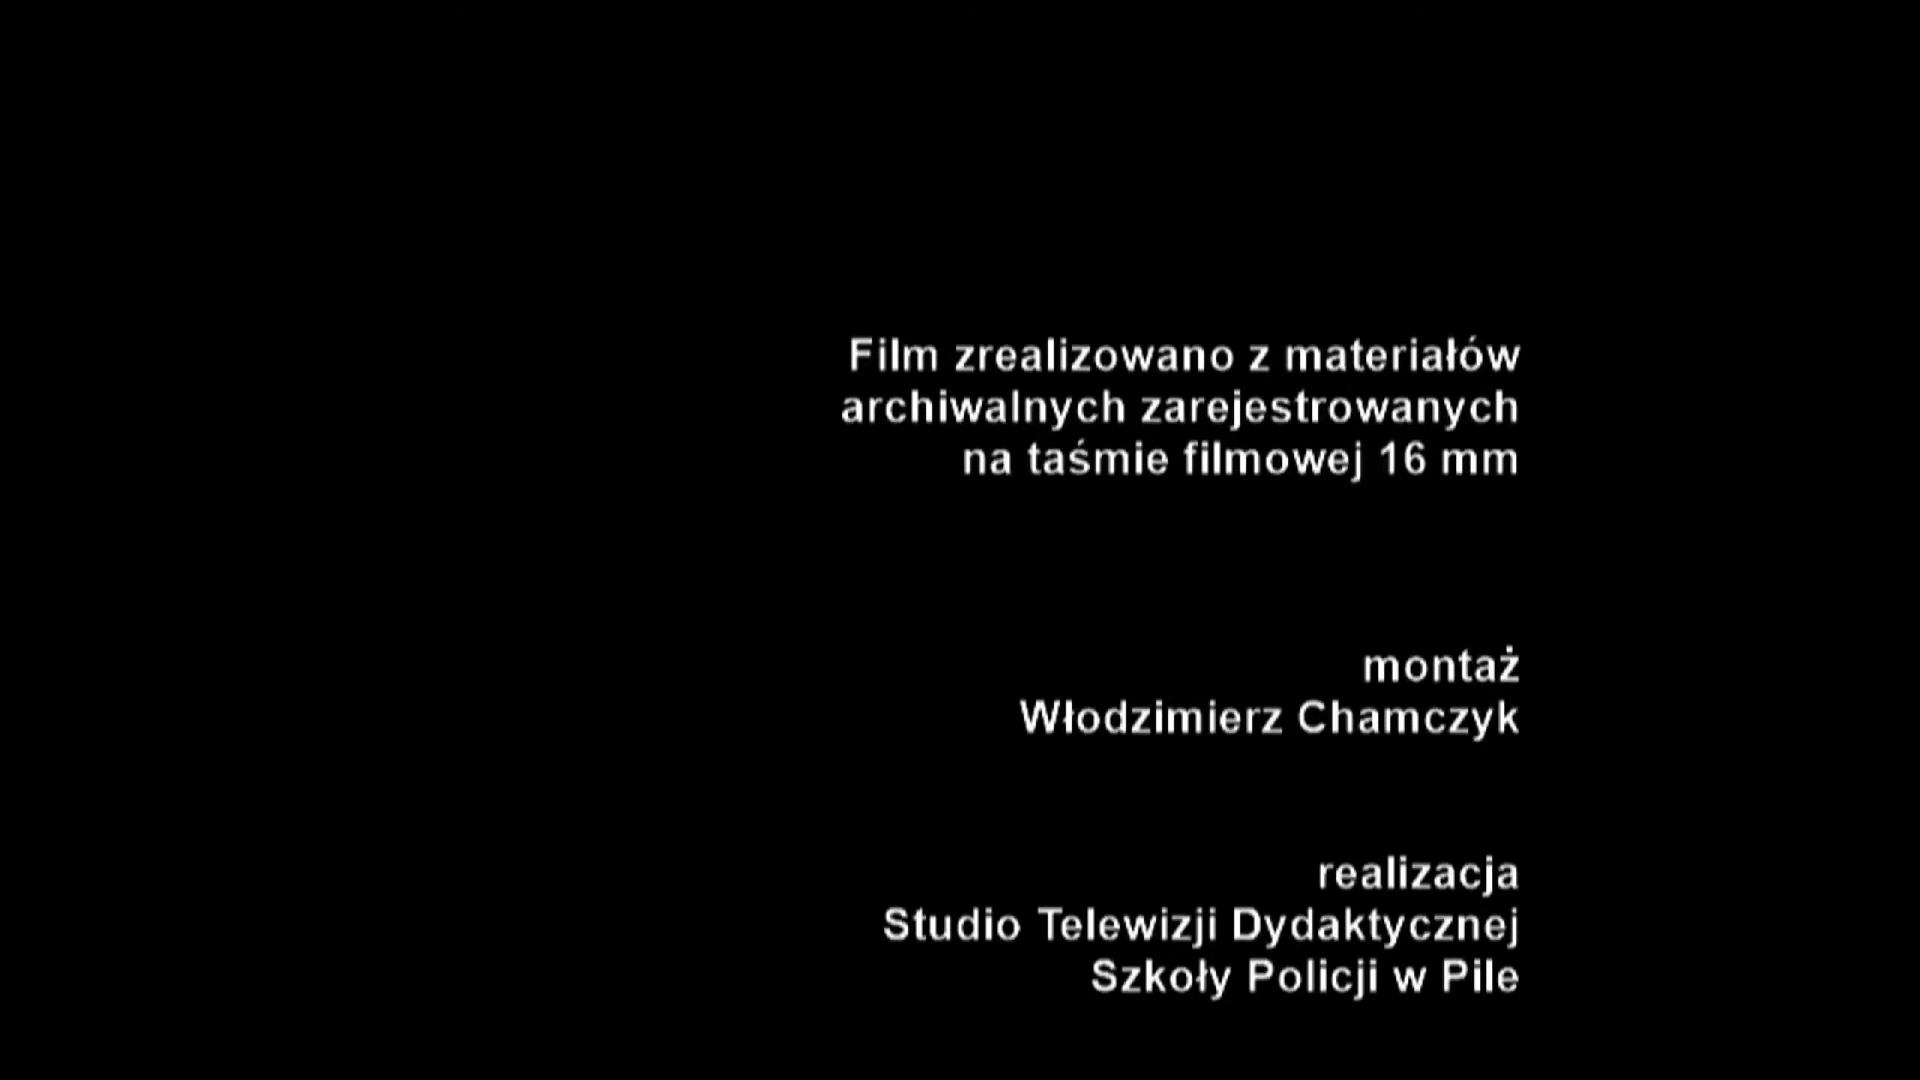 Film zrealizowano z materiałów
archiwalnych zarejestrowanych
na taśmie filmowej 16 mm
montaż
Włodzimierz Chamczyk
realizacja
Studio Telewizji Dydaktycznej
Szkoły Policji w Pile